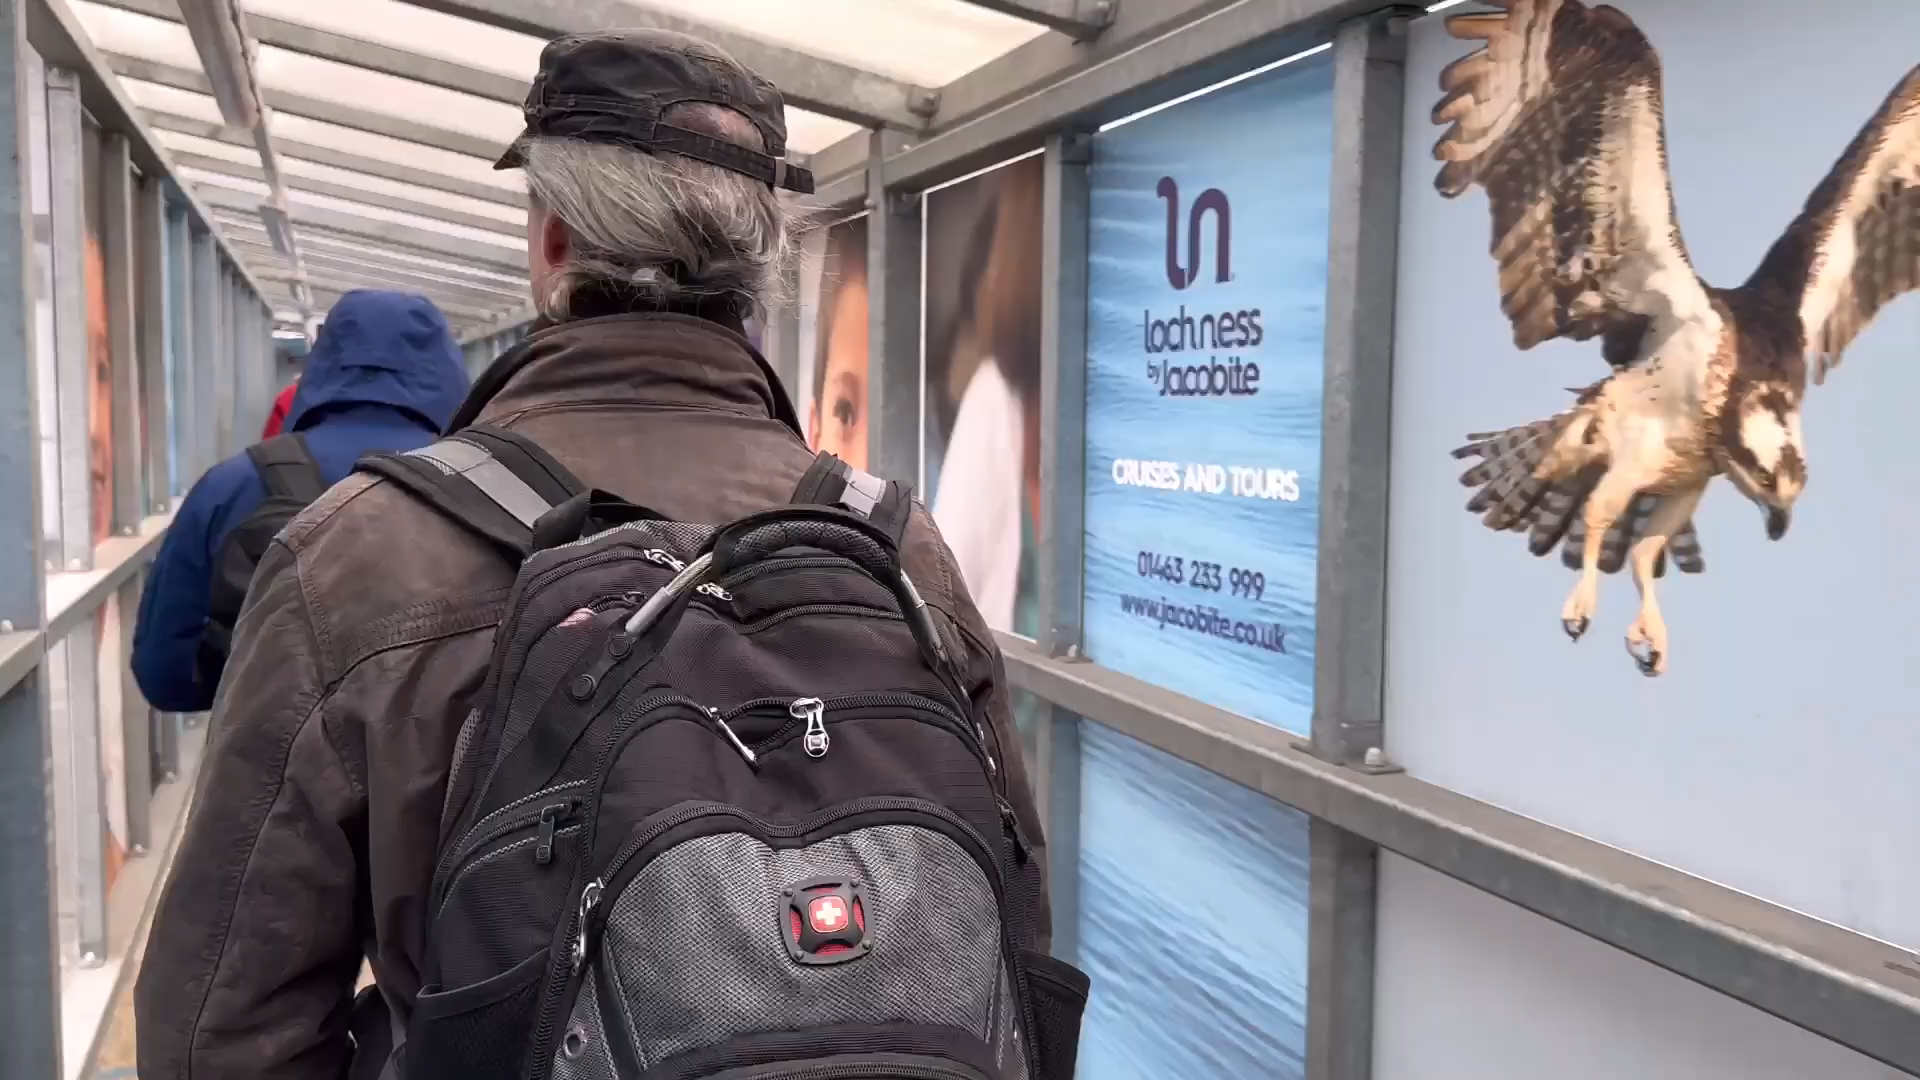 loch ness
by Jacobite
CRUISES AND TOURS
01463 233 999
www.jacobite.co.uk